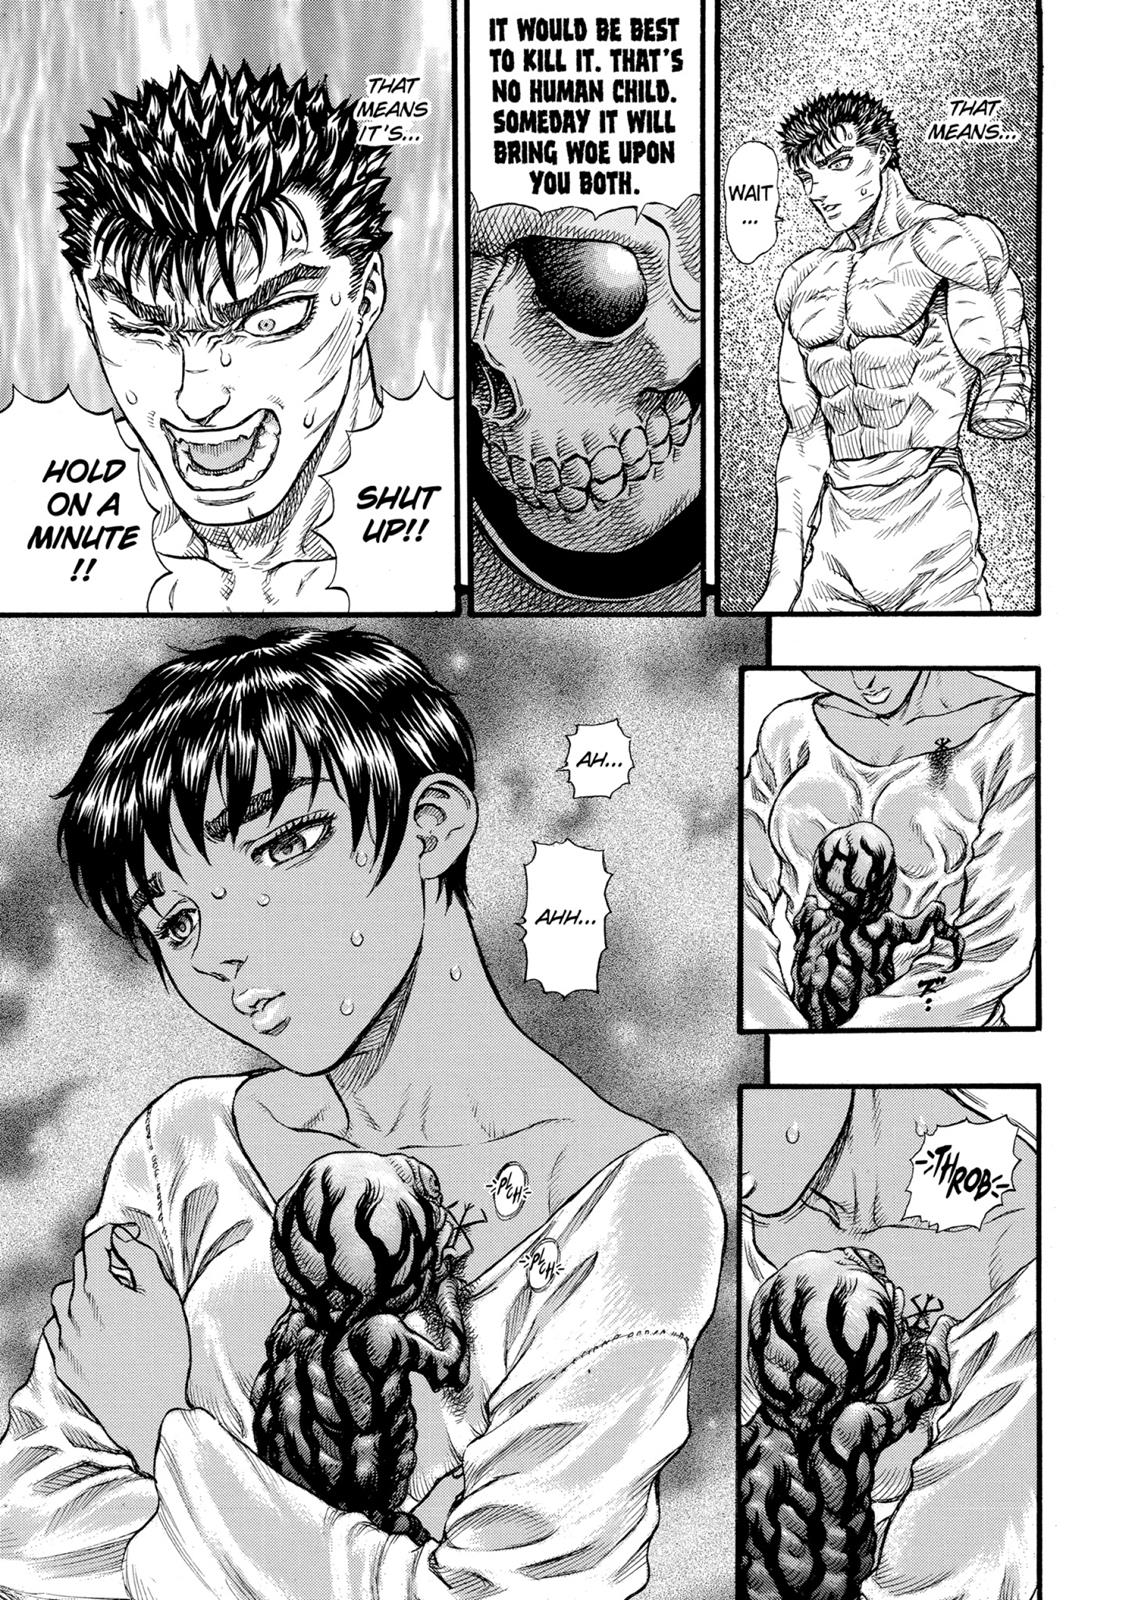 THAT
MEANS...
WAIT
...
IT WOULD BE BEST
TO KILL IT. THAT'S
NO HUMAN CHILD.
SOMEDAY IT WILL
BRING WOE UPON
YOU BOTH.
THAT
MEANS
IT'S...
SHUT
UP!!
HOLD
ON A
MINUTE
!!
THROB
AH...
AHH...
PLCH
PLCH